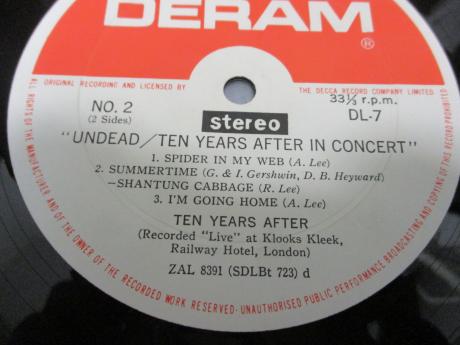 DERAM
®
ORIGINAL RECORDING AND LICENSED BY THE DECCA RECORD COMPANY LIMITED
NO. 2
(2 Sides)
stereo
33⅓ r.p.m.
DL-7
"UNDEAD/TEN YEARS AFTER IN CONCERT"
1. SPIDER IN MY WEB (A. Lee)
2. SUMMERTIME (G. & I. Gershwin, D. B. Heyward)
–SHANTUNG CABBAGE (R. Lee)
3. I'M GOING HOME (A. Lee)
TEN YEARS AFTER
(Recorded "Live" at Klooks Kleek,
Railway Hotel, London)
ZAL 8391 (SDLBt 723) d
ALL RIGHTS OF THE MANUFACTURER AND OF THE OWNER OF THE RECORDED WORK RESERVED · UNAUTHORISED PUBLIC PERFORMANCE BROADCASTING AND COPYING OF THIS